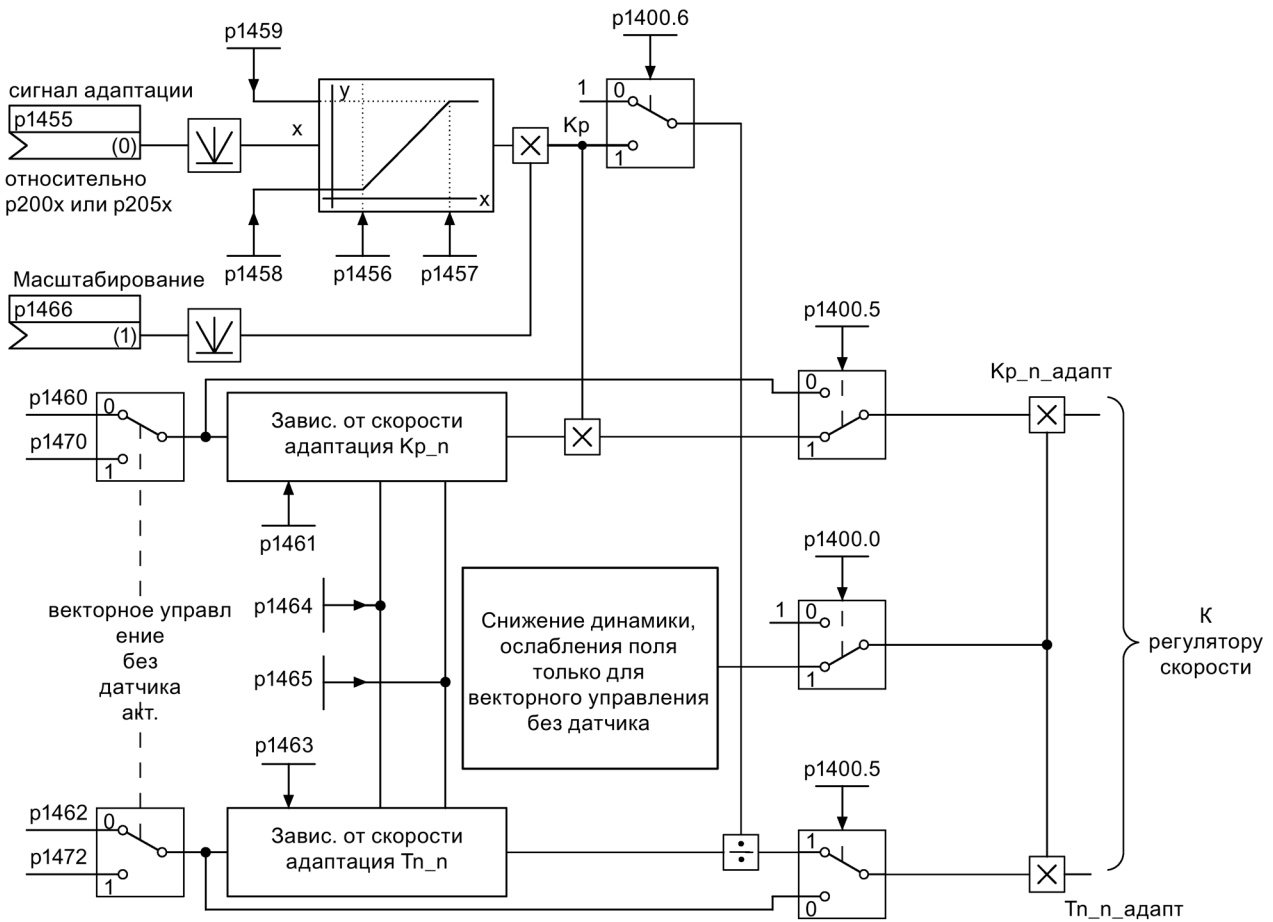 p1400.6
p1459
сигнал адаптации
p1455
(0)
относительно
p200x или p205x
x
y
x
Kp
1
0
1
p1458
p1456
p1457
Масштабирование
p1466
(1)
p1400.5
0
1
Kp_n_адапт
p1460
0
p1470
1
Завис. от скорости
адаптация Kp_n
p1461
p1400.0
1
0
1
p1464
p1465
векторное управл
ение
без
датчика
акт.
Снижение динамики,
ослабления поля
только для
векторного управления
без датчика
К
регулятору
скорости
p1463
p1400.5
p1462
0
p1472
1
Завис. от скорости
адаптация Tn_n
1
0
Tn_n_адапт